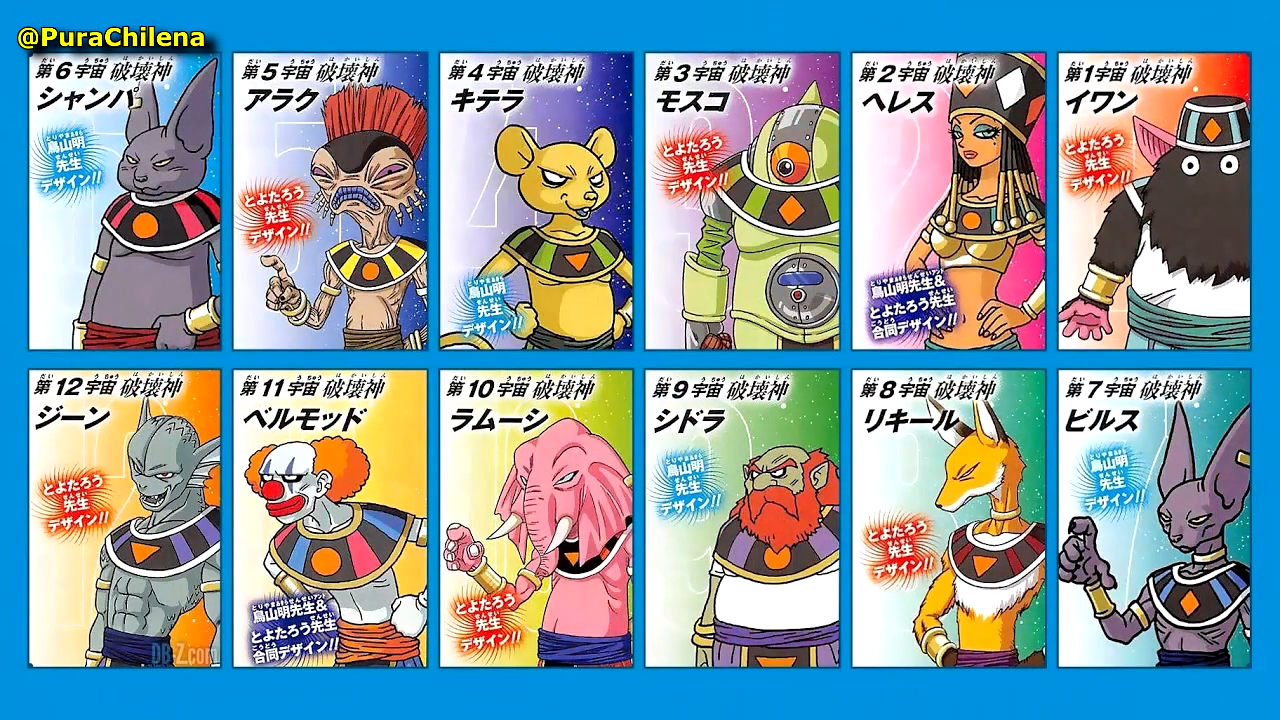 @PuraChilena
第6宇宙 破壊神
シャンパ
鳥山明
先生
デザイン!!
第5宇宙 破壊神
アラク
とよたろう
先生
デザイン!!
第4宇宙 破壊神
キテラ
鳥山明
先生
デザイン!!
第3宇宙 破壊神
モスコ
とよたろう
先生
デザイン!!
第2宇宙 破壊神
ヘレス
鳥山明先生&
とよたろう先生
合同デザイン!!
第1宇宙 破壊神
イワン
とよたろう
先生
デザイン!!
第12宇宙 破壊神
ジーン
とよたろう
先生
デザイン!!
DB-Z.com
第11宇宙 破壊神
ベルモッド
鳥山明先生&
とよたろう先生
合同デザイン!!
第10宇宙 破壊神
ラムーシ
とよたろう
先生
デザイン!!
第9宇宙 破壊神
シドラ
鳥山明
先生
デザイン!!
第8宇宙 破壊神
リキール
とよたろう
先生
デザイン!!
第7宇宙 破壊神
ビルス
鳥山明
先生
デザイン!!